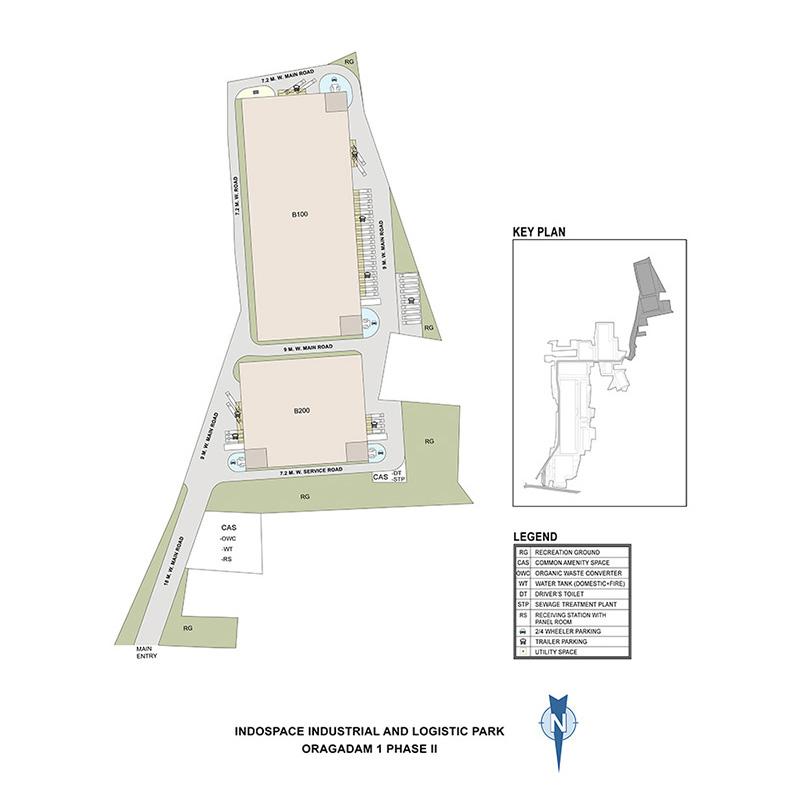 RG
7.2 M. W. MAIN ROAD
7.2 M. W. ROAD
B100
9 M. W. MAIN ROAD
RG
9 M. W. MAIN ROAD
B200
9 M. W. MAIN ROAD
RG
7.2 M. W. SERVICE ROAD
CAS
-DT
-STP
RG
CAS
-OWC
-WT
-RS
18 M. W. MAIN ROAD
RG
MAIN
ENTRY
KEY PLAN
LEGEND
RG RECREATION GROUND
CAS COMMON AMENITY SPACE
OWC ORGANIC WASTE CONVERTER
WT WATER TANK (DOMESTIC+FIRE)
DT DRIVER'S TOILET
STP SEWAGE TREATMENT PLANT
RS RECEIVING STATION WITH
PANEL ROOM
2/4 WHEELER PARKING
TRAILER PARKING
UTILITY SPACE
N
INDOSPACE INDUSTRIAL AND LOGISTIC PARK
ORAGADAM 1 PHASE II